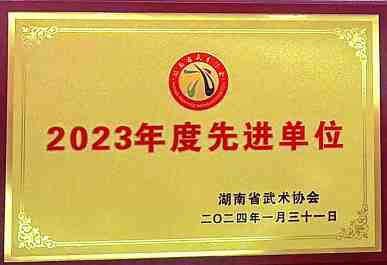 2023年度先进单位
湖南省武术协会
二〇二四年一月三十一日